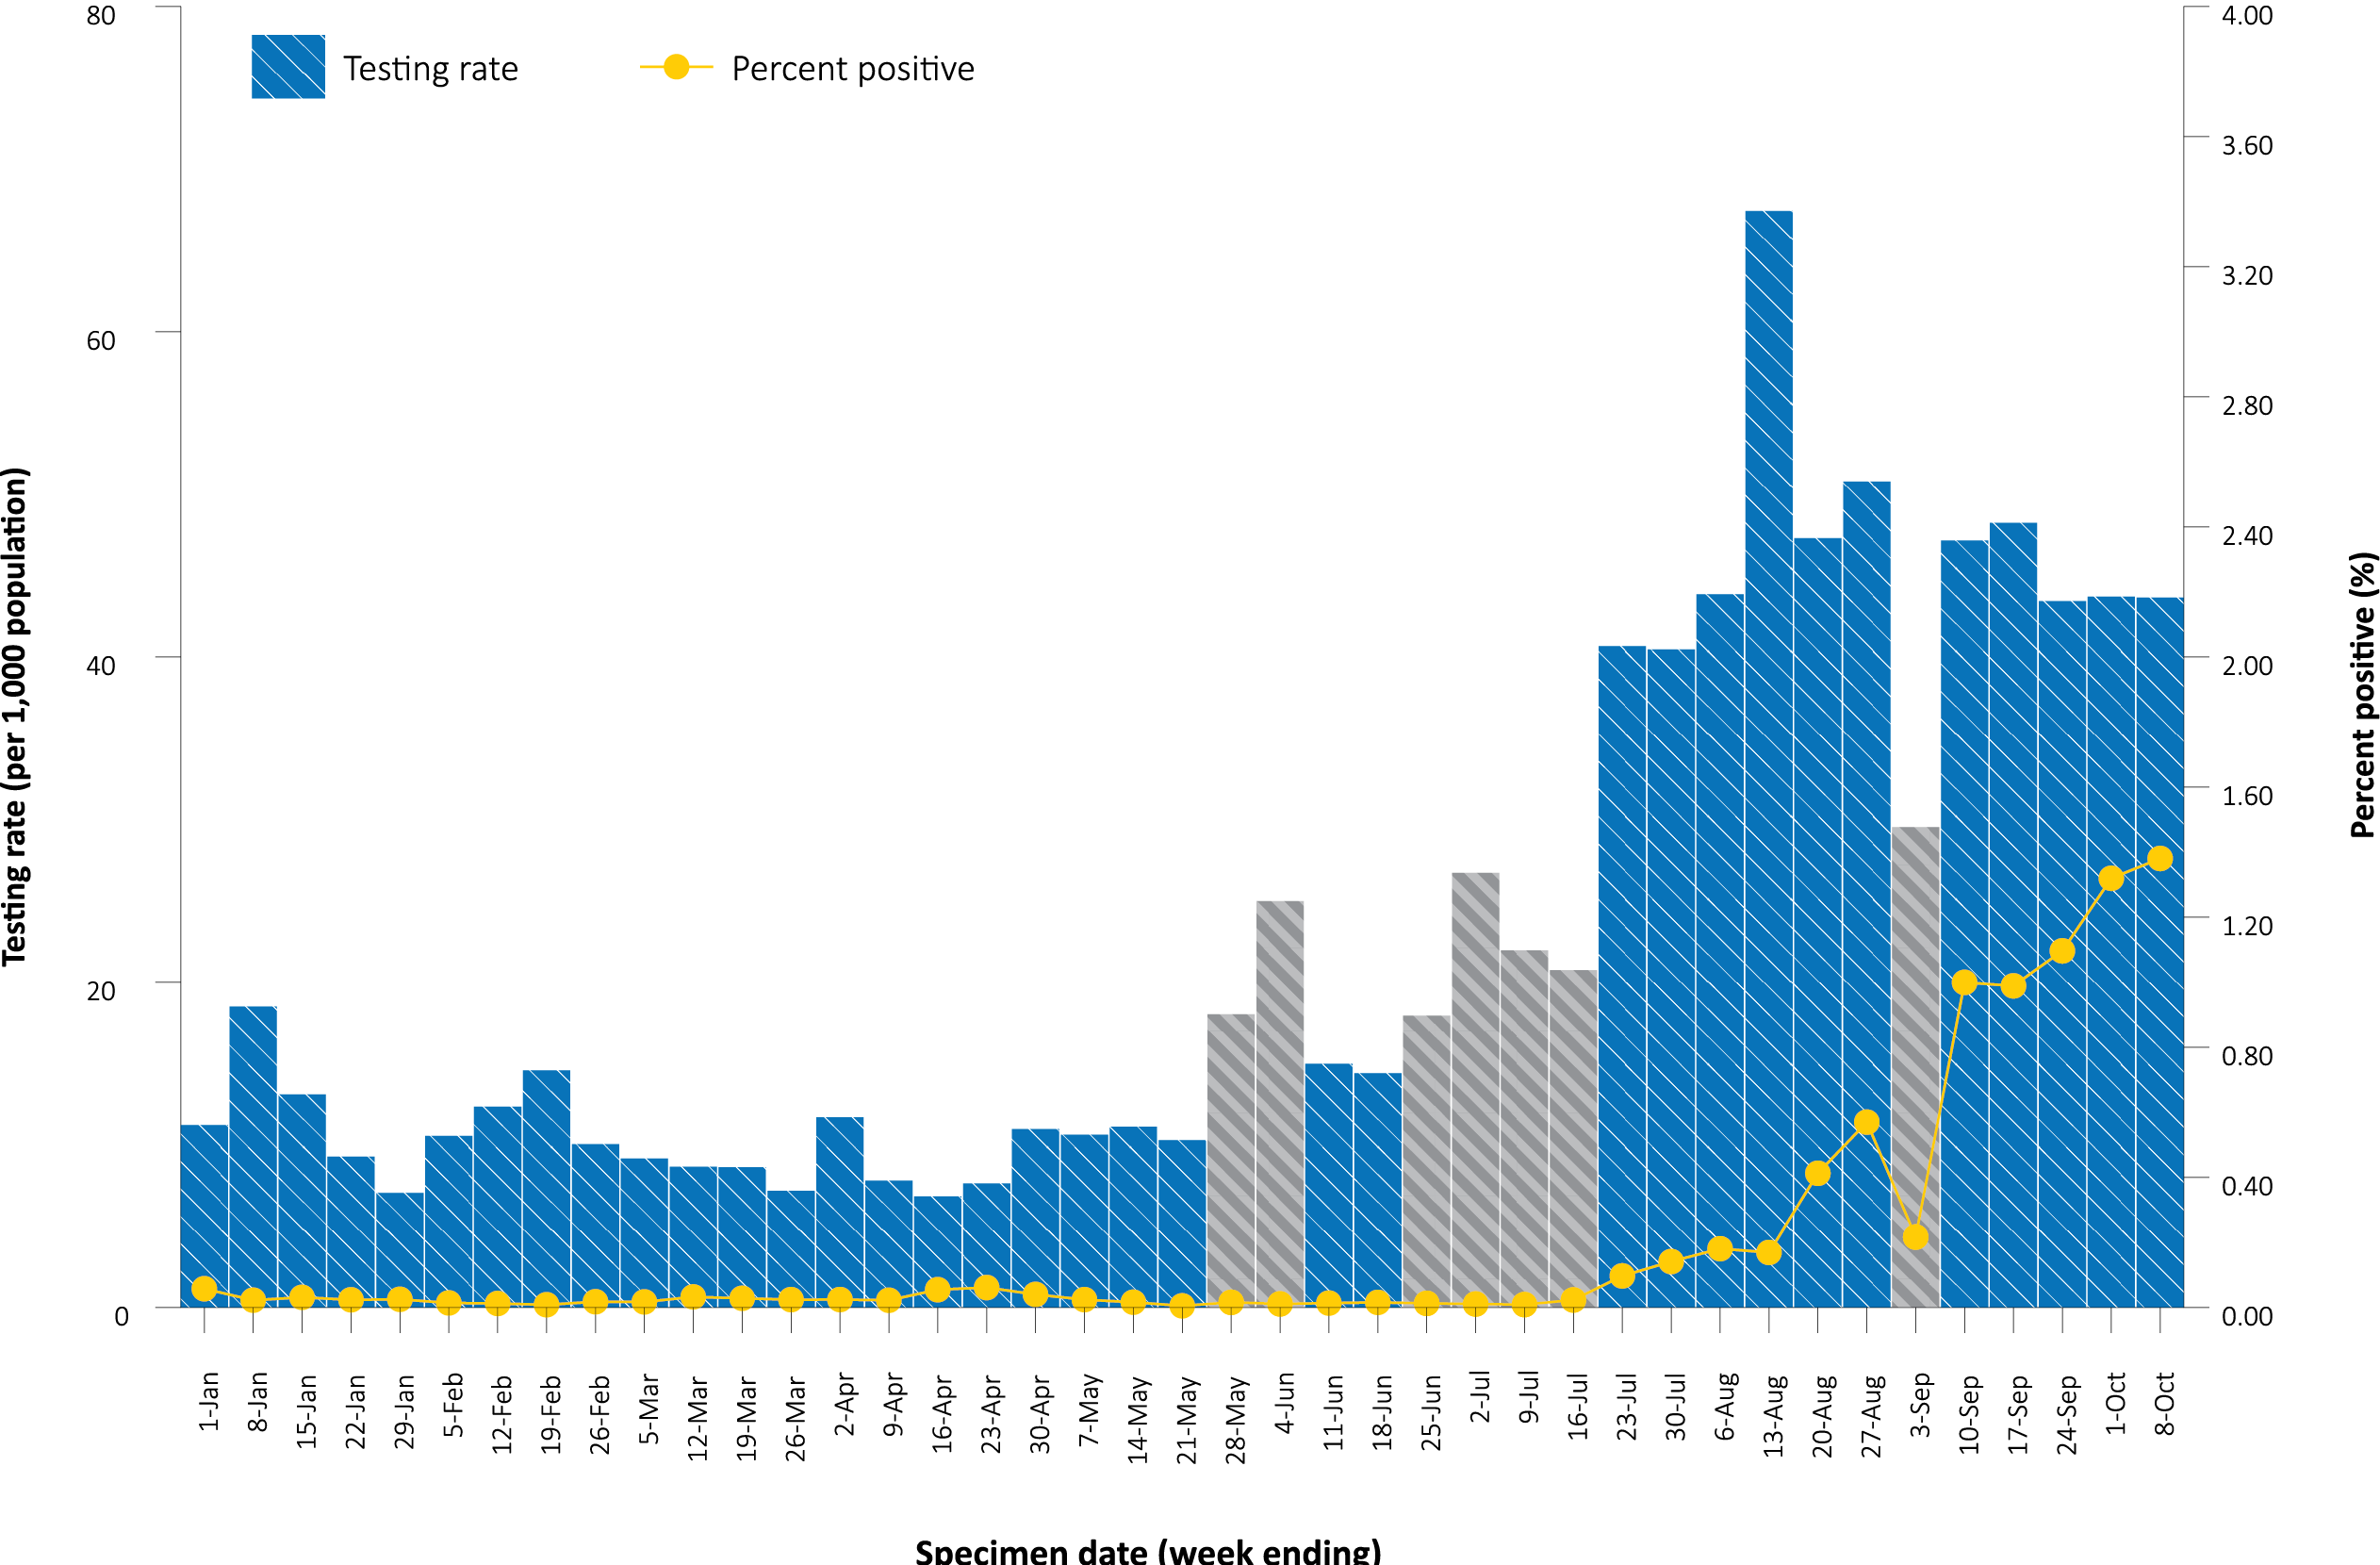 Testing rate
Percent positive
80
60
40
20
0
Testing rate (per 1,000 population)
4.00
3.60
3.20
2.80
2.40
2.00
1.60
1.20
0.80
0.40
0.00
Percent positive (%)
1-Jan
8-Jan
15-Jan
22-Jan
29-Jan
5-Feb
12-Feb
19-Feb
26-Feb
5-Mar
12-Mar
19-Mar
26-Mar
2-Apr
9-Apr
16-Apr
23-Apr
30-Apr
7-May
14-May
21-May
28-May
4-Jun
11-Jun
18-Jun
25-Jun
2-Jul
9-Jul
16-Jul
23-Jul
30-Jul
6-Aug
13-Aug
20-Aug
27-Aug
3-Sep
10-Sep
17-Sep
24-Sep
1-Oct
8-Oct
Specimen date (week ending)